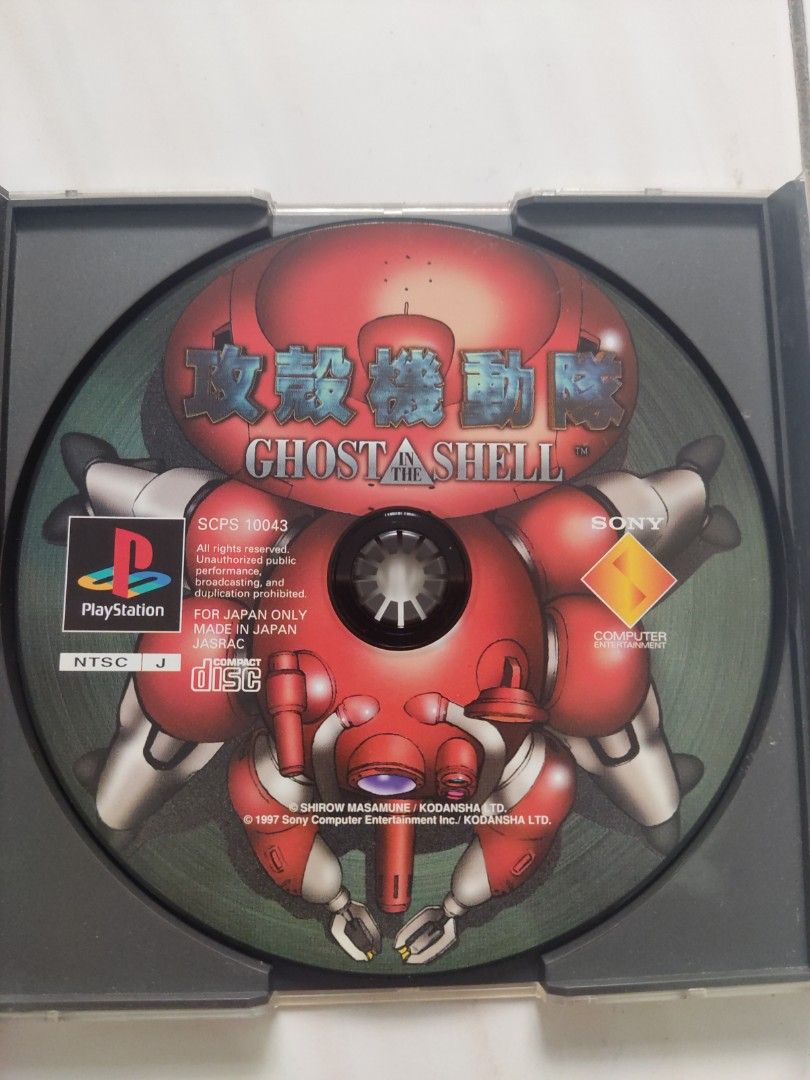 攻殻機動隊
GHOST IN THE SHELL ™
PlayStation
NTSC J
SCPS 10043
All rights reserved.
Unauthorized public
performance,
broadcasting, and
duplication prohibited.
FOR JAPAN ONLY
MADE IN JAPAN
JASRAC
COMPACT
disc
SONY
COMPUTER
ENTERTAINMENT
© SHIROW MASAMUNE / KODANSHA LTD.
© 1997 Sony Computer Entertainment Inc./ KODANSHA LTD.